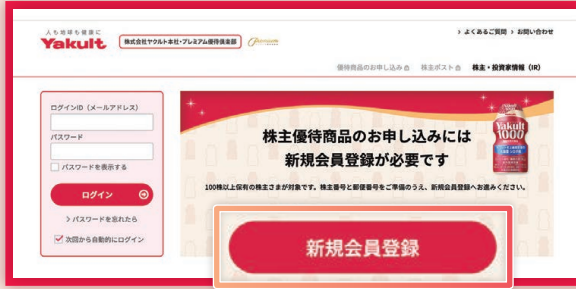 > よくあるご質問 > お問い合わせ
人も地球も健康に
Yakult
株式会社ヤクルト本社・プレミアム優待倶楽部
Premium
優待商品のお申し込み
株主ポスト
株主・投資家情報（IR）
ログインID（メールアドレス）
パスワード
パスワードを表示する
ログイン
> パスワードを忘れたら
次回から自動的にログイン
株主優待商品のお申し込みには
新規会員登録が必要です
100株以上保有の株主さまが対象です。株主番号と郵便番号をご準備のうえ、新規会員登録へお進みください。
新規会員登録
Yakult
1000